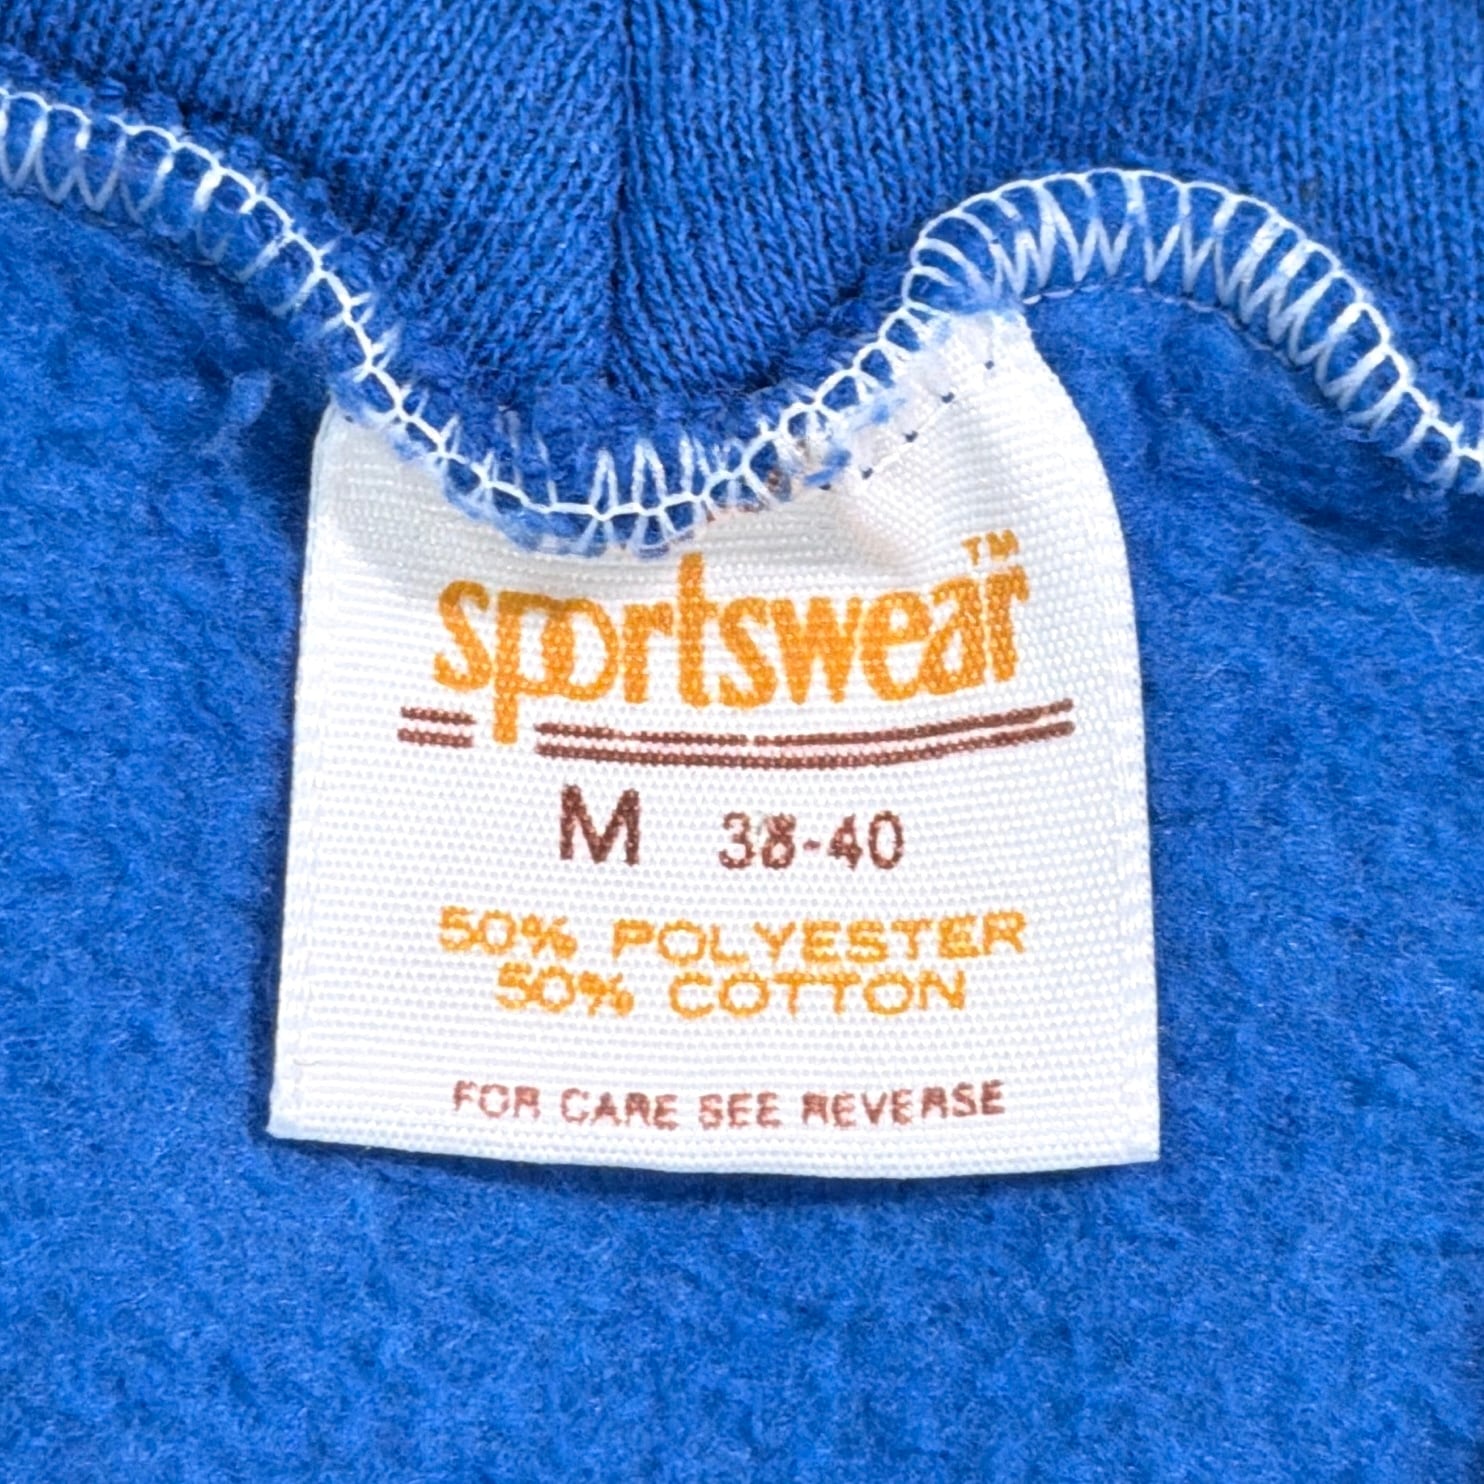 sportswear™
M 38-40
50% POLYESTER
50% COTTON
FOR CARE SEE REVERSE